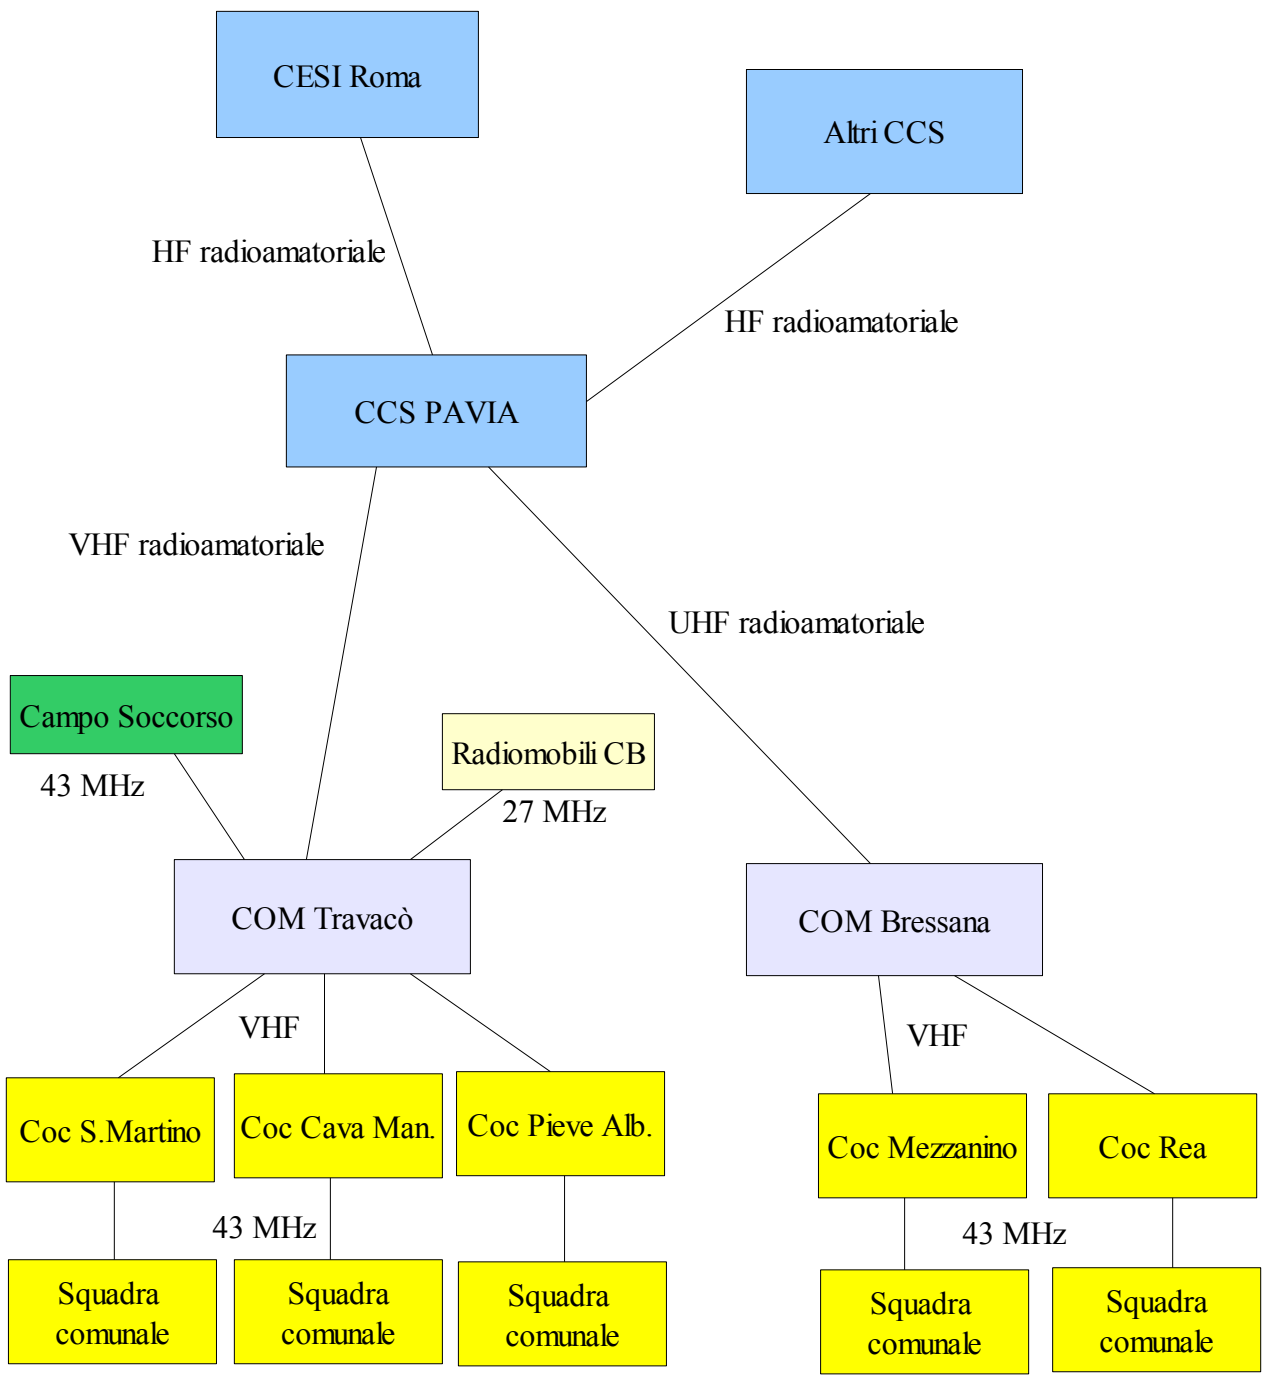 CESI Roma
Altri CCS
HF radioamatoriale
HF radioamatoriale
CCS PAVIA
VHF radioamatoriale
UHF radioamatoriale
Campo Soccorso
Radiomobili CB
43 MHz
27 MHz
COM Travacò
COM Bressana
VHF
VHF
Coc S.Martino
Coc Cava Man.
Coc Pieve Alb.
Coc Mezzanino
Coc Rea
43 MHz
43 MHz
Squadra
comunale
Squadra
comunale
Squadra
comunale
Squadra
comunale
Squadra
comunale